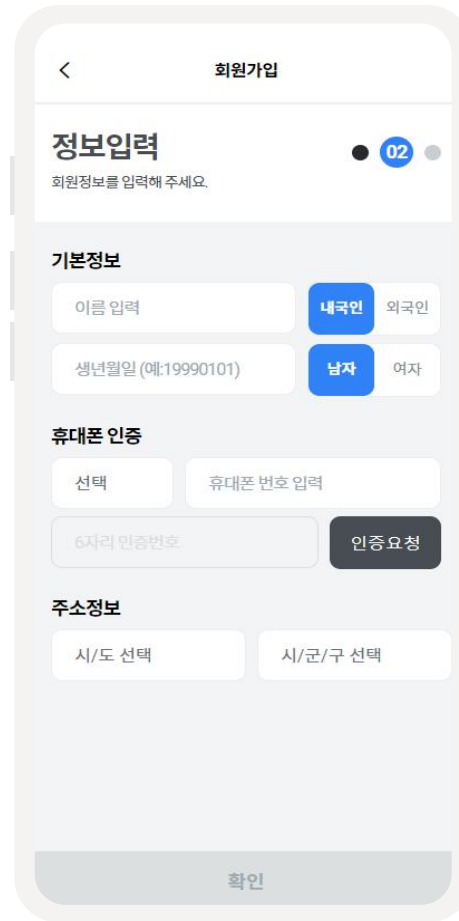 회원가입
정보입력
02
회원정보를 입력해 주세요.
기본정보
이름 입력 내국인 외국인
생년월일 (예:19990101) 남자 여자
휴대폰 인증
선택 휴대폰 번호 입력
6자리 인증번호 인증요청
주소정보
시/도 선택 시/군/구 선택
확인